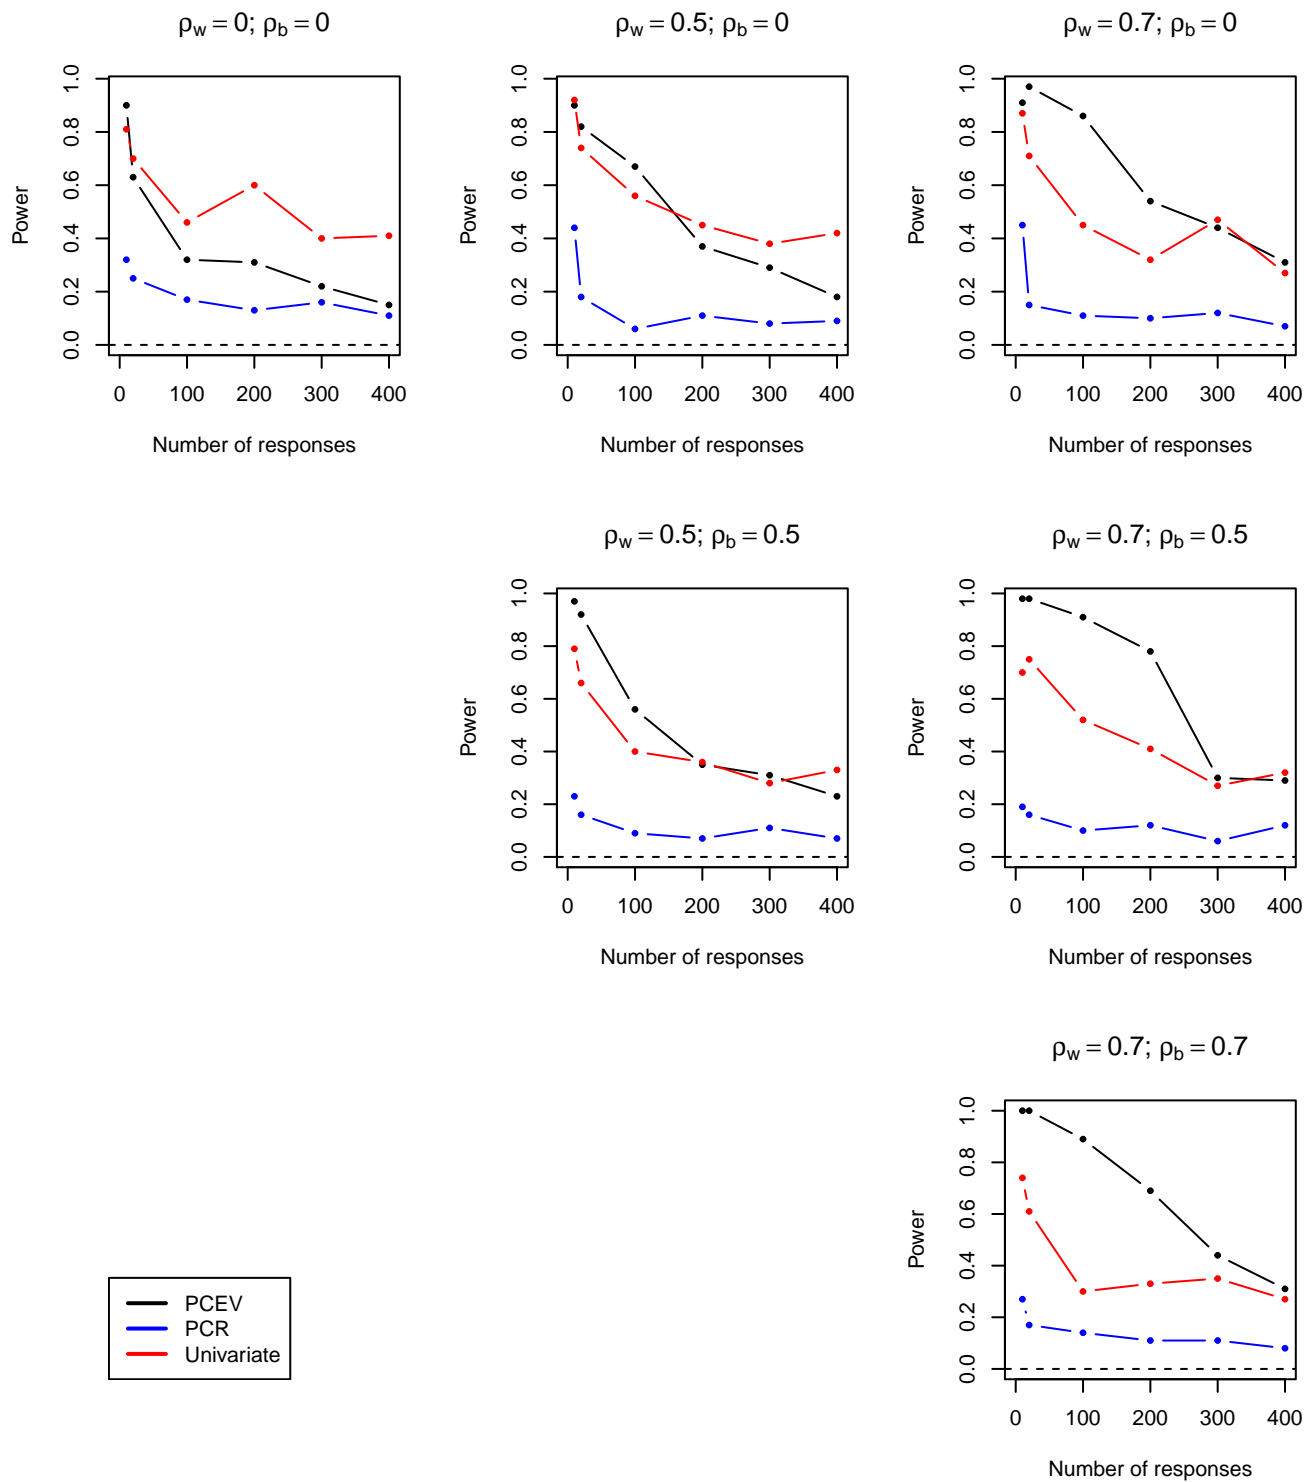 ρw = 0; ρb = 0
Power
0.0 0.2 0.4 0.6 0.8 1.0
0 100 200 300 400
Number of responses
ρw = 0.5; ρb = 0
Power
0.0 0.2 0.4 0.6 0.8 1.0
0 100 200 300 400
Number of responses
ρw = 0.7; ρb = 0
Power
0.0 0.2 0.4 0.6 0.8 1.0
0 100 200 300 400
Number of responses
ρw = 0.5; ρb = 0.5
Power
0.0 0.2 0.4 0.6 0.8 1.0
0 100 200 300 400
Number of responses
ρw = 0.7; ρb = 0.5
Power
0.0 0.2 0.4 0.6 0.8 1.0
0 100 200 300 400
Number of responses
ρw = 0.7; ρb = 0.7
Power
0.0 0.2 0.4 0.6 0.8 1.0
0 100 200 300 400
Number of responses
PCEV
PCR
Univariate